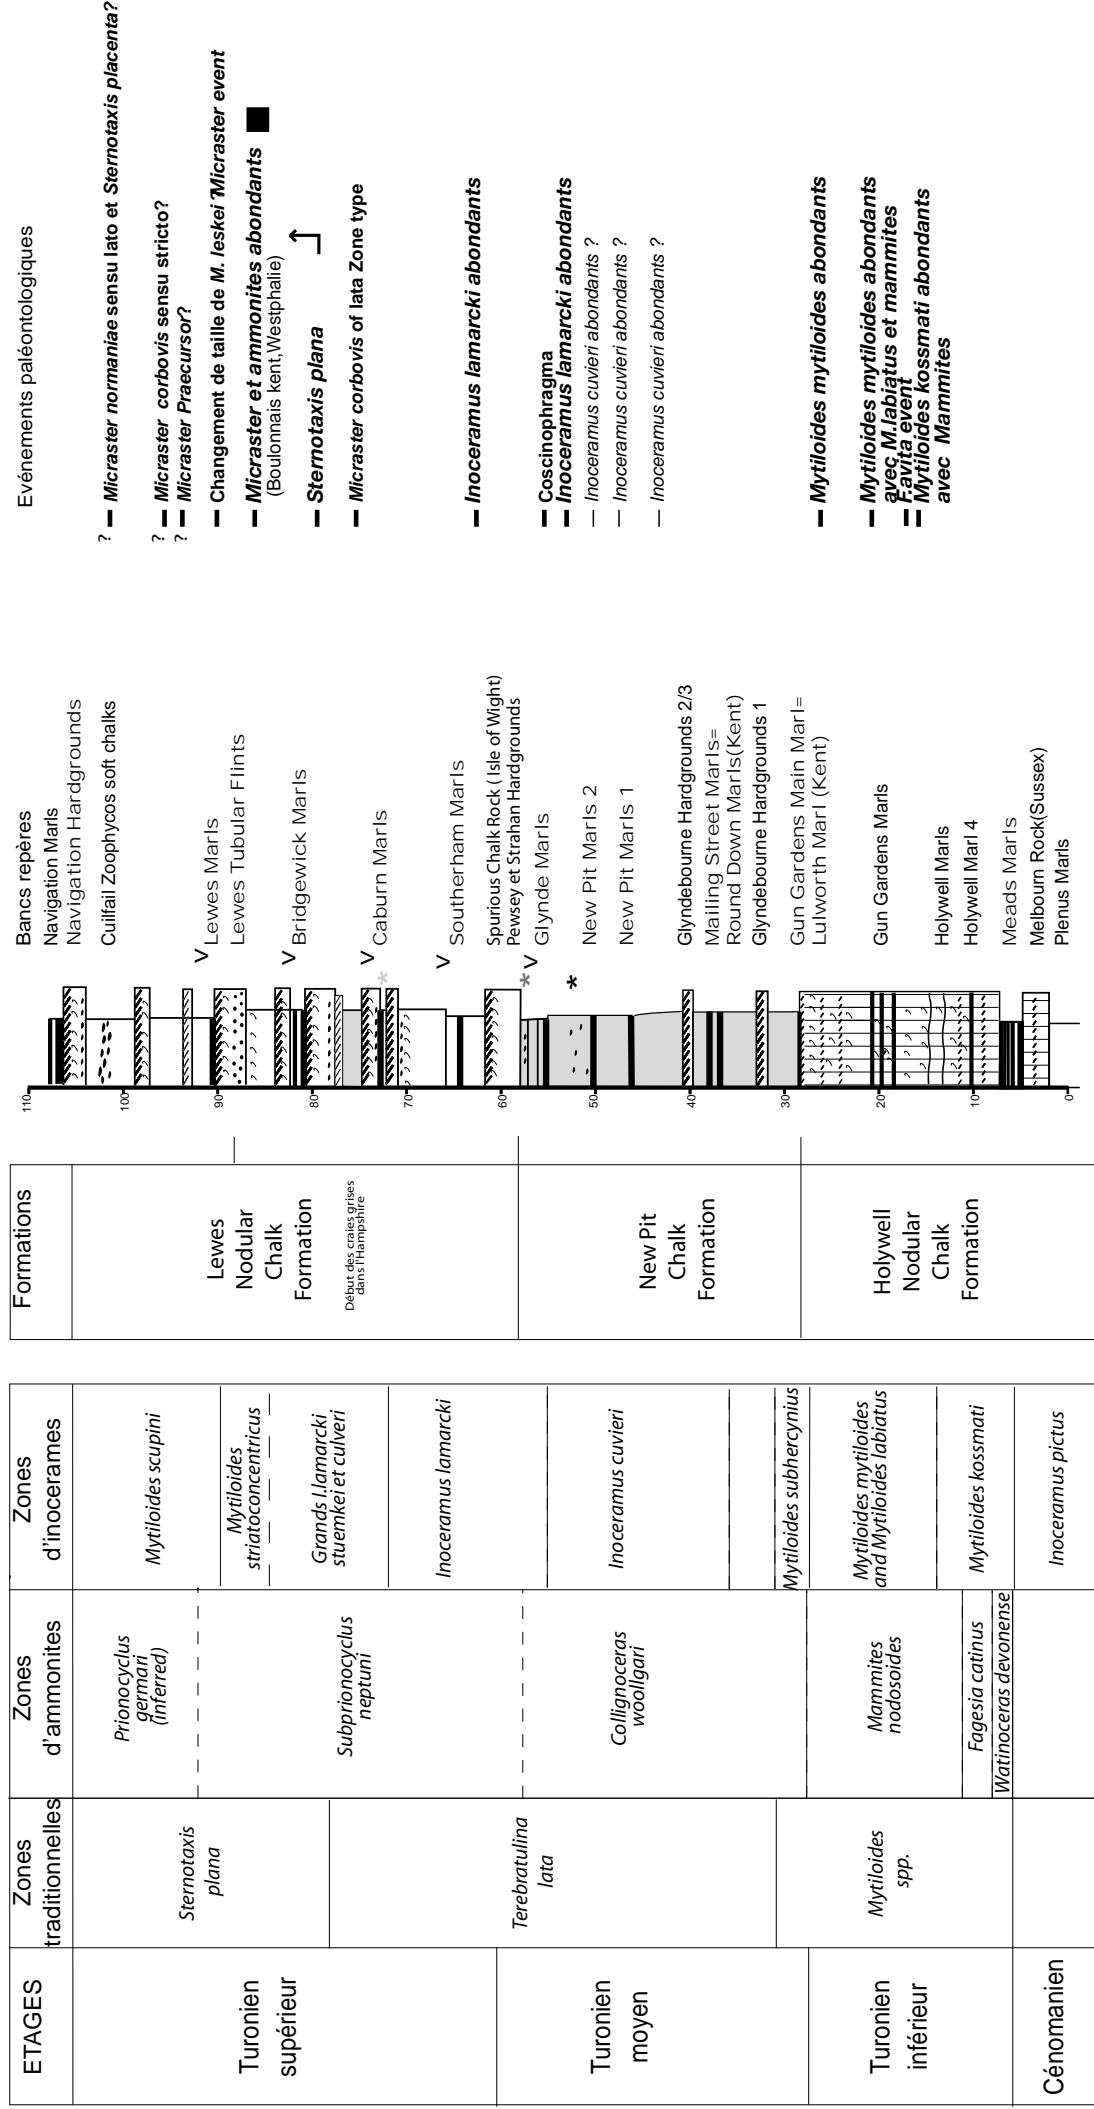 ETAGES
Turonien
supérieur
Turonien
moyen
Turonien
inférieur
Cénomanien
Zones
traditionnelles
Sternotaxis
plana
Terebratulina
lata
Mytiloides
spp.
Zones
d'ammonites
Prionocyclus
germari
(inferred)
Subprionocyclus
neptuni
Collignoceras
woollgari
Mammites
nodosoides
Fagesia catinus
Watinoceras devonense
Zones
d'inocerames
Mytiloides scupini
Mytiloides
striatoconcentricus
Grands I.lamarcki
stuemkei et culveri
Inoceramus lamarcki
Inoceramus cuvieri
Mytiloides subhercynius
Mytiloides mytiloides
and Mytiloides labiatus
Mytiloides kossmati
Inoceramus pictus
Formations
Lewes
Nodular
Chalk
Formation
Début des craies grises
dans l'Hampshire
New Pit
Chalk
Formation
Holywell
Nodular
Chalk
Formation
110
100
90
80
70
60
50
40
30
20
10
0
Bancs repères
Navigation Marls
Navigation Hardgrounds
Cuilfail Zoophycos soft chalks
V
Lewes Marls
Lewes Tubular Flints
V
Bridgewick Marls
V
Caburn Marls
*
V
Southerham Marls
Spurious Chalk Rock ( Isle of Wight)
Pewsey et Strahan Hardgrounds
* V
Glynde Marls
*
New Pit Marls 2
New Pit Marls 1
Glyndebourne Hardgrounds 2/3
Mailing Street Marls=
Round Down Marls(Kent)
Glyndebourne Hardgrounds 1
Gun Gardens Main Marl=
Lulworth Marl (Kent)
Gun Gardens Marls
Holywell Marls
Holywell Marl 4
Meads Marls
Melbourn Rock(Sussex)
Plenus Marls
Evénements paléontologiques
? Micraster normaniae sensu lato et Sternotaxis placenta?
? Micraster corbovis sensu stricto?
? Micraster Praecursor?
Changement de taille de M. leskei ?Micraster event
Micraster et ammonites abondants
(Boulonnais kent,Westphalie)
Sternotaxis plana
Micraster corbovis of lata Zone type
Inoceramus lamarcki abondants
Coscinophragma
Inoceramus lamarcki abondants
Inoceramus cuvieri abondants ?
Inoceramus cuvieri abondants ?
Inoceramus cuvieri abondants ?
Mytiloides mytiloides abondants
Mytiloides mytiloides abondants
avec M.labiatus et mammites
F.avita event
Mytiloides kossmati abondants
avec Mammites